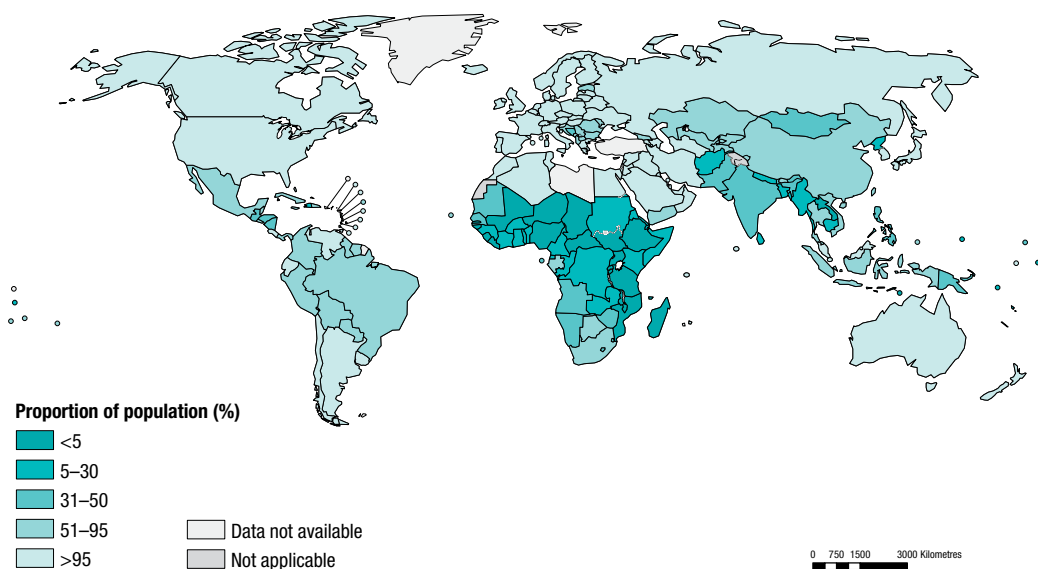 Proportion of population (%)
<5
5–30
31–50
51–95
>95
Data not available
Not applicable
0 750 1500 3000 Kilometres